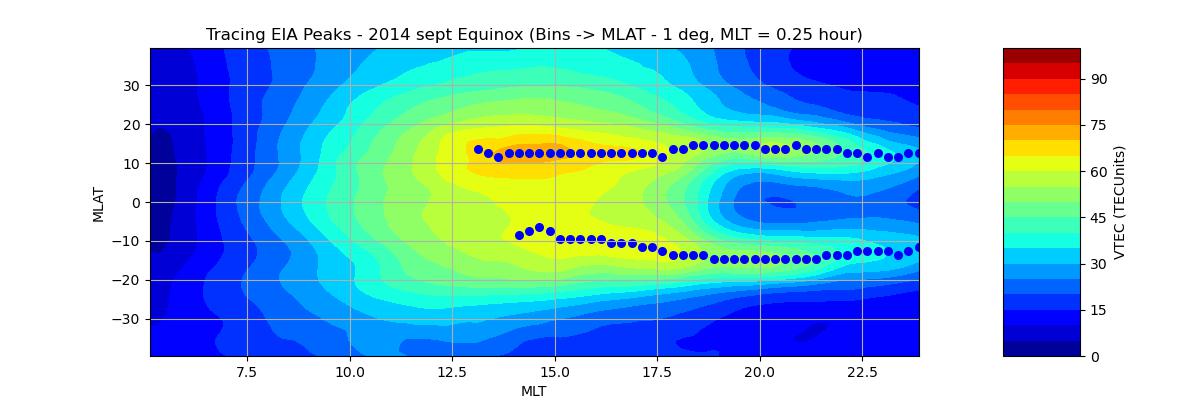 Tracing EIA Peaks - 2014 sept Equinox (Bins -> MLAT - 1 deg, MLT = 0.25 hour)
30
20
10
0
−10
−20
−30
MLAT
7.5 10.0 12.5 15.0 17.5 20.0 22.5
MLT
90
75
60
45
30
15
0
VTEC (TECUnits)